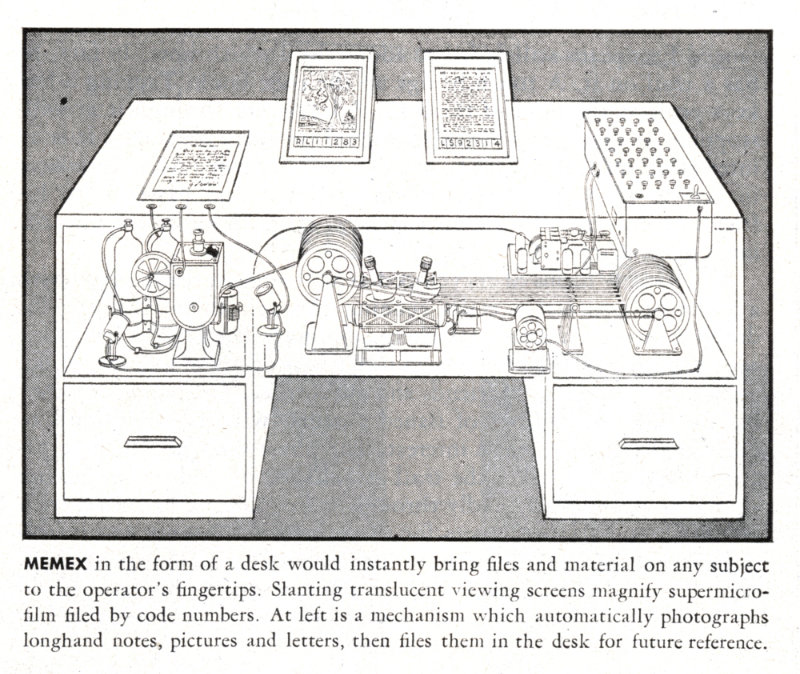 RL11283
L592314
MEMEX in the form of a desk would instantly bring files and material on any subject
to the operator's fingertips. Slanting translucent viewing screens magnify supermicro-
film filed by code numbers. At left is a mechanism which automatically photographs
longhand notes, pictures and letters, then files them in the desk for future reference.